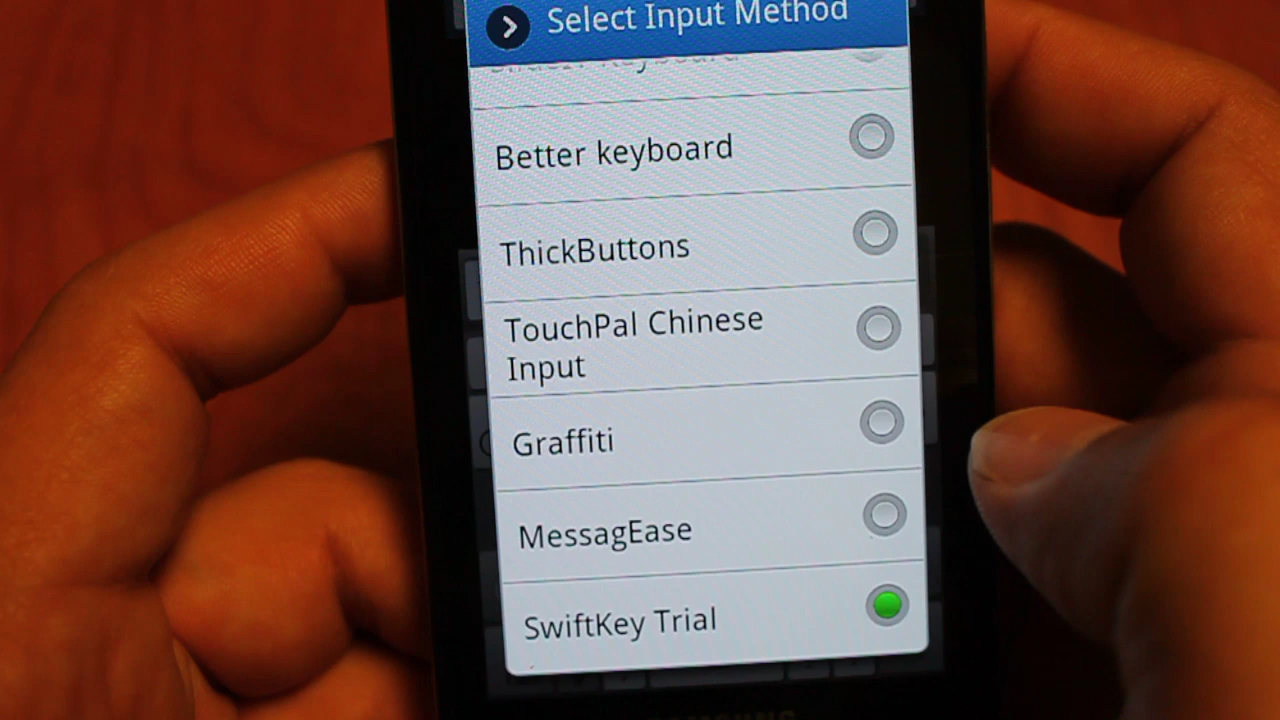 Select Input Method
Better keyboard
ThickButtons
TouchPal Chinese
Input
Graffiti
MessagEase
SwiftKey Trial